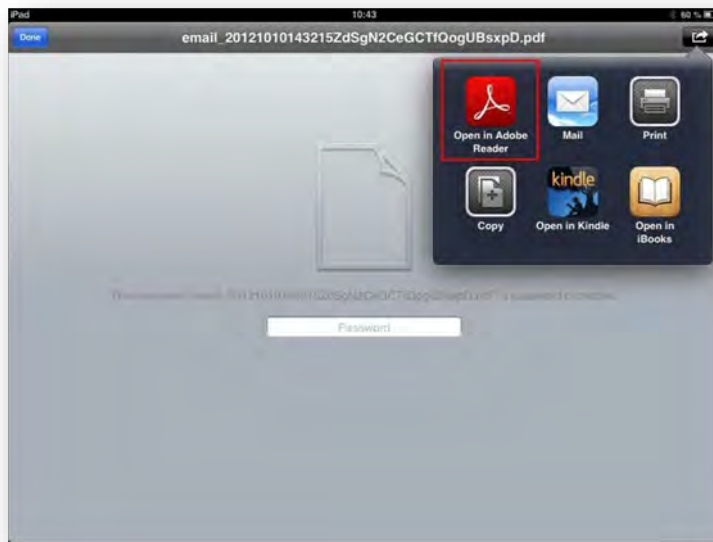 iPad 10:43 60 %
Done email_20121010143215ZdSgN2CeGCTfQogUBsxpD.pdf
Open in Adobe Reader
Mail
Print
Copy
kindle
Open in Kindle
Open in iBooks
Password